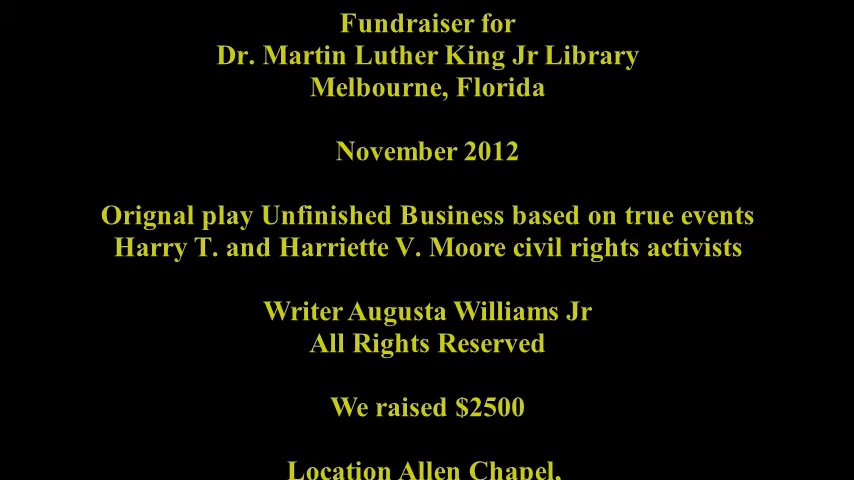 Fundraiser for
Dr. Martin Luther King Jr Library
Melbourne, Florida
November 2012
Orignal play Unfinished Business based on true events
Harry T. and Harriette V. Moore civil rights activists
Writer Augusta Williams Jr
All Rights Reserved
We raised $2500
Location Allen Chapel,